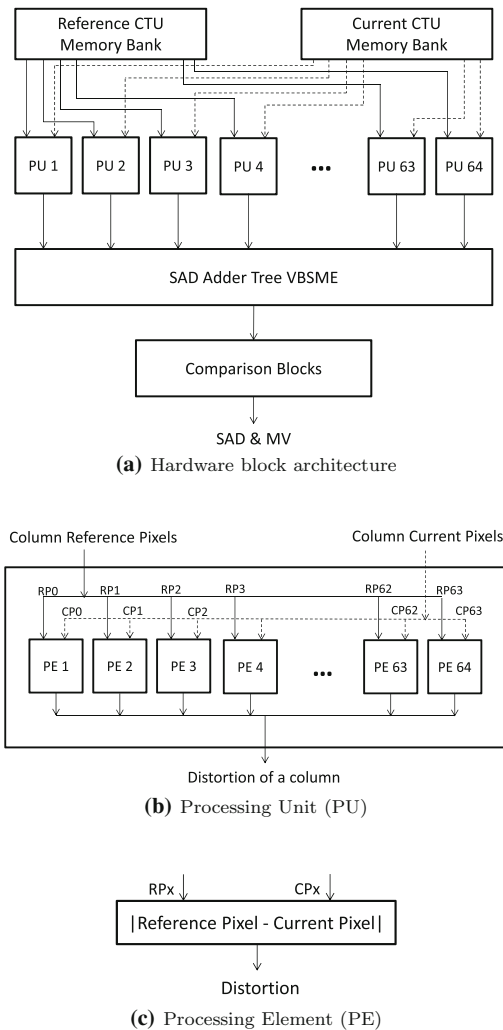 Reference CTU
Memory Bank
Current CTU
Memory Bank
PU 1 PU 2 PU 3 PU 4 ... PU 63 PU 64
SAD Adder Tree VBSME
Comparison Blocks
SAD & MV
(a) Hardware block architecture
Column Reference Pixels
Column Current Pixels
RP0 RP1 RP2 RP3 RP62 RP63
CP0 CP1 CP2 CP62 CP63
PE 1 PE 2 PE 3 PE 4 ... PE 63 PE 64
Distortion of a column
(b) Processing Unit (PU)
RPx CPx
|Reference Pixel - Current Pixel|
Distortion
(c) Processing Element (PE)